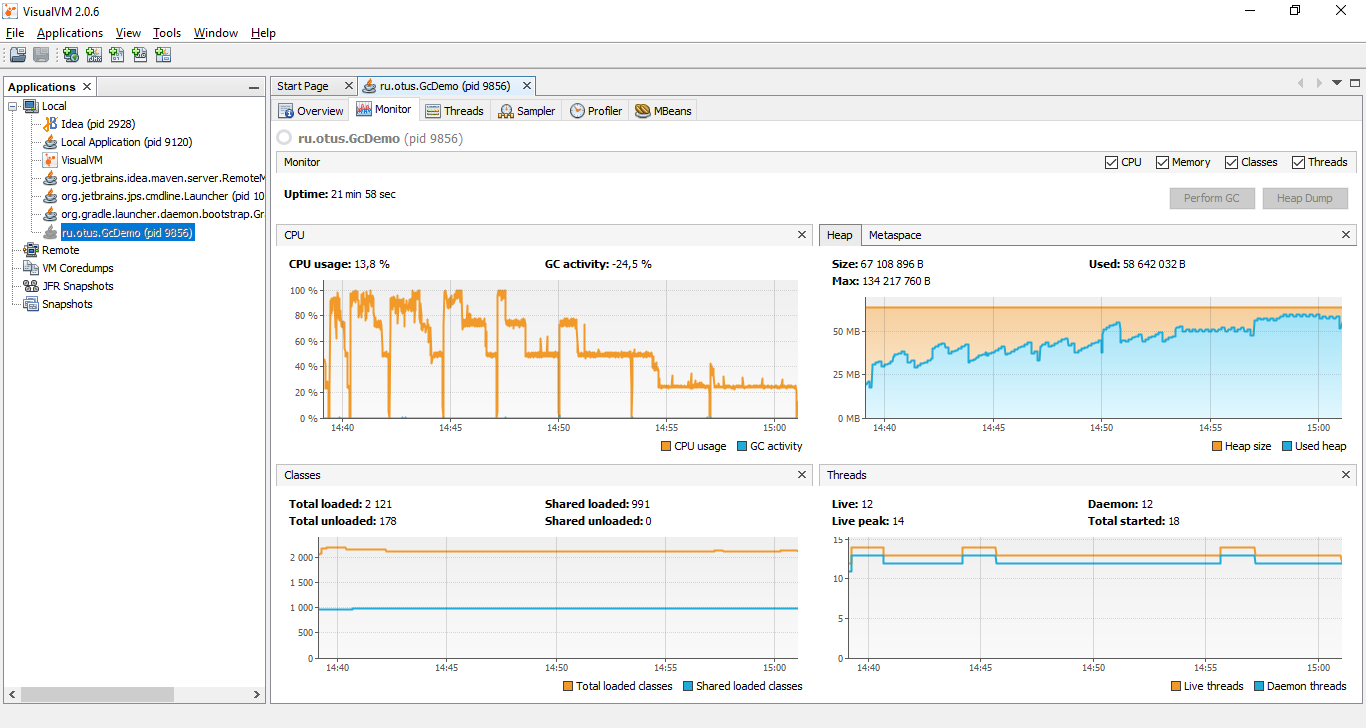 VisualVM 2.0.6
File Applications View Tools Window Help
Applications
Local
Idea (pid 2928)
Local Application (pid 9120)
VisualVM
org.jetbrains.idea.maven.server.RemoteM
org.jetbrains.jps.cmdline.Launcher (pid 10
org.gradle.launcher.daemon.bootstrap.Gr
ru.otus.GcDemo (pid 9856)
Remote
VM Coredumps
JFR Snapshots
Snapshots
Start Page
ru.otus.GcDemo (pid 9856)
Overview Monitor Threads Sampler Profiler MBeans
ru.otus.GcDemo (pid 9856)
Monitor
CPU Memory Classes Threads
Uptime: 21 min 58 sec
Perform GC Heap Dump
CPU
CPU usage: 13,8 % GC activity: -24,5 %
100 %
80 %
60 %
40 %
20 %
0 %
14:40 14:45 14:50 14:55 15:00
CPU usage GC activity
Heap Metaspace
Size: 67 108 896 B Used: 58 642 032 B
Max: 134 217 760 B
50 MB
25 MB
0 MB
14:40 14:45 14:50 14:55 15:00
Heap size Used heap
Classes
Total loaded: 2 121 Shared loaded: 991
Total unloaded: 178 Shared unloaded: 0
2 000
1 500
1 000
500
0
14:40 14:45 14:50 14:55 15:00
Total loaded classes Shared loaded classes
Threads
Live: 12 Daemon: 12
Live peak: 14 Total started: 18
15
10
5
0
14:40 14:45 14:50 14:55 15:00
Live threads Daemon threads